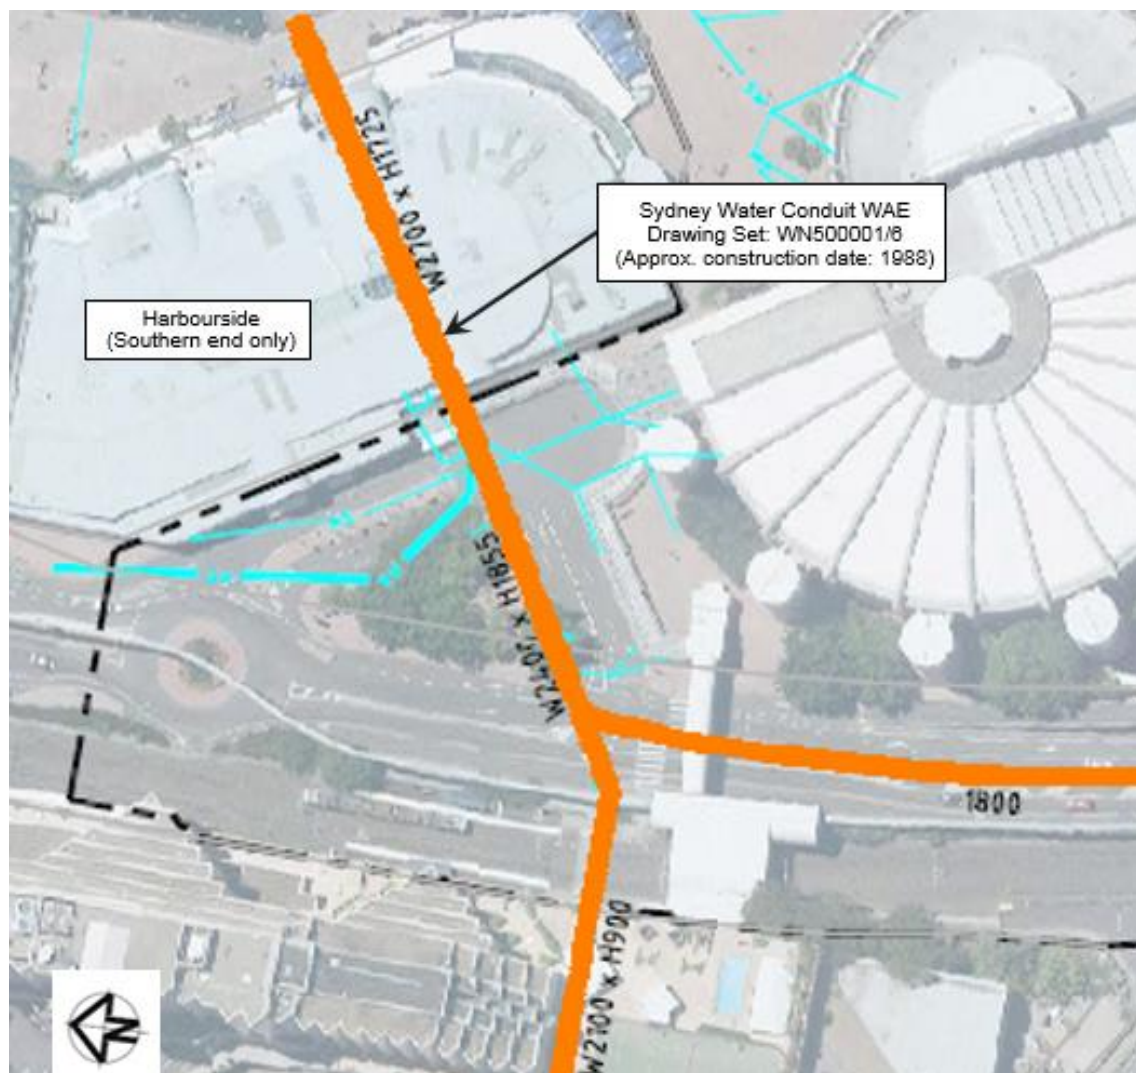 W2700 x H1725
Sydney Water Conduit WAE
Drawing Set: WN500001/6
(Approx. construction date: 1988)
Harbourside
(Southern end only)
W2400 x H1855
1800
W2100 x H900
N